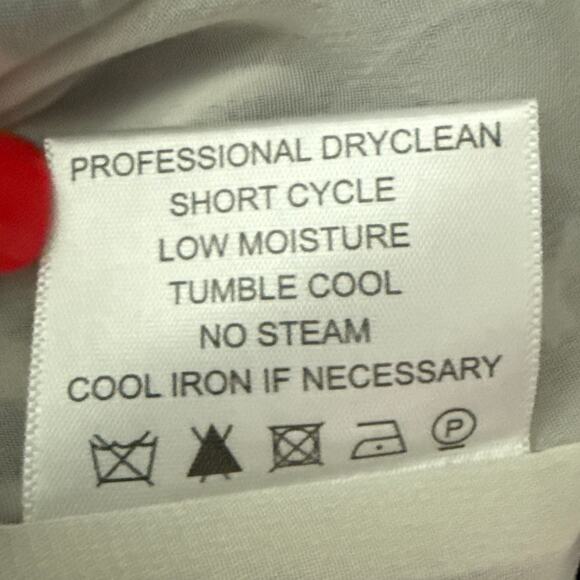 PROFESSIONAL DRYCLEAN
SHORT CYCLE
LOW MOISTURE
TUMBLE COOL
NO STEAM
COOL IRON IF NECESSARY
P